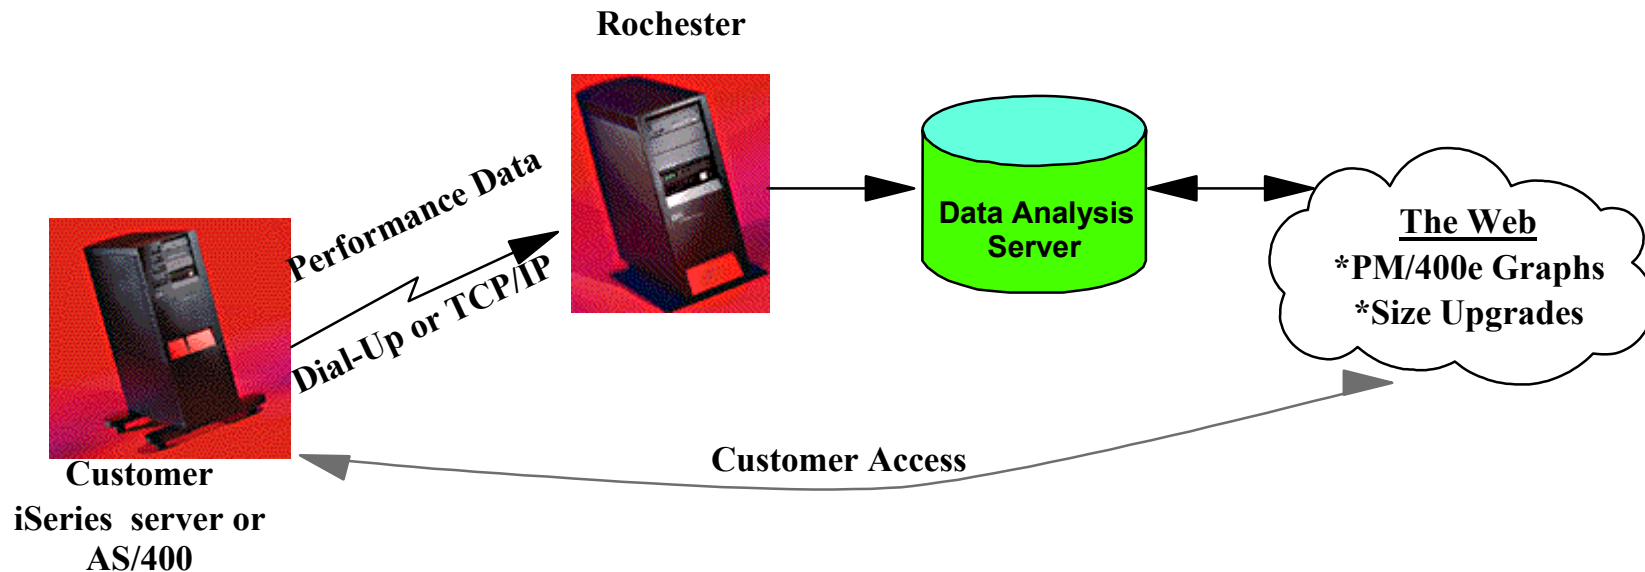 Rochester
Performance Data
Dial-Up or TCP/IP
Data Analysis
Server
The Web
*PM/400e Graphs
*Size Upgrades
Customer Access
Customer
iSeries server or
AS/400